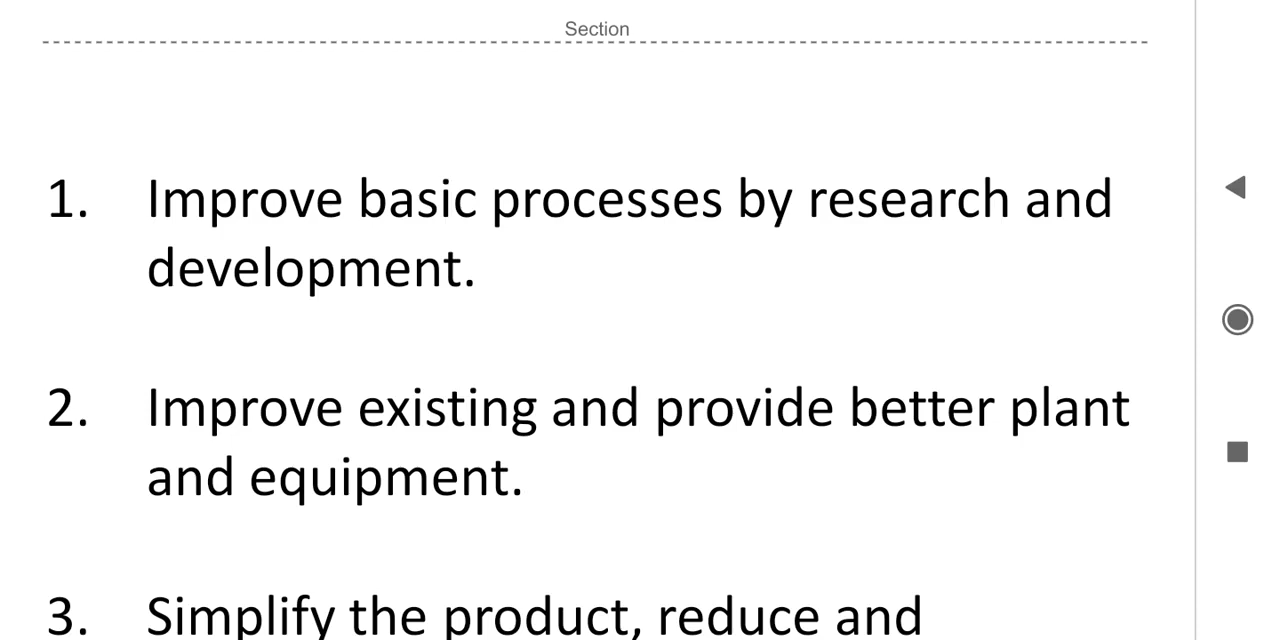 Section
1. Improve basic processes by research and
development.
2. Improve existing and provide better plant
and equipment.
3. Simplify the product, reduce and